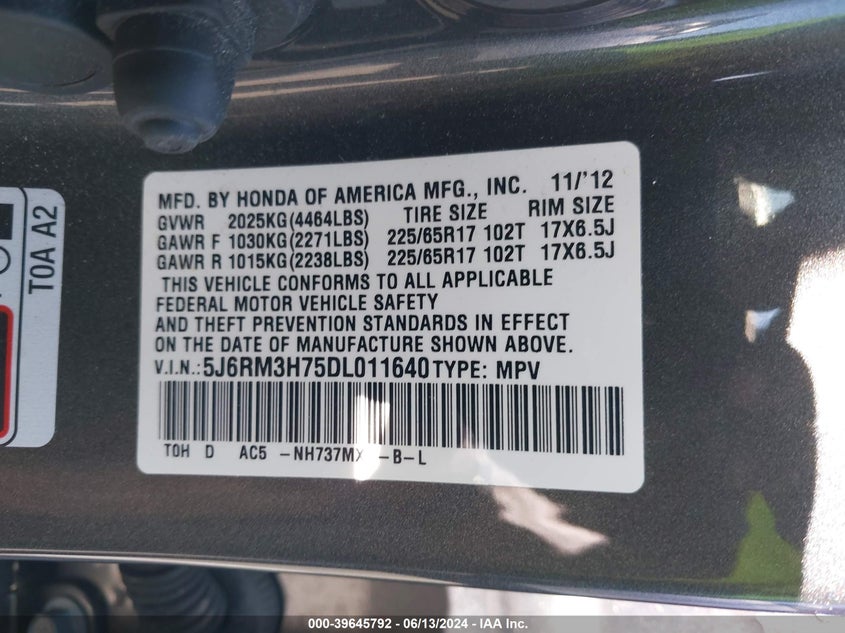 MFD. BY HONDA OF AMERICA MFG., INC. 11/'12
GVWR 2025KG(4464LBS) TIRE SIZE RIM SIZE
GAWR F 1030KG(2271LBS) 225/65R17 102T 17X6.5J
GAWR R 1015KG(2238LBS) 225/65R17 102T 17X6.5J
THIS VEHICLE CONFORMS TO ALL APPLICABLE
FEDERAL MOTOR VEHICLE SAFETY
AND THEFT PREVENTION STANDARDS IN EFFECT
ON THE DATE OF MANUFACTURE SHOWN ABOVE.
V.I.N.: 5J6RM3H75DL011640 TYPE: MPV
T0H D AC5 -NH737M -B-L
T0A A2
000-39645792 - 06/13/2024 - IAA Inc.